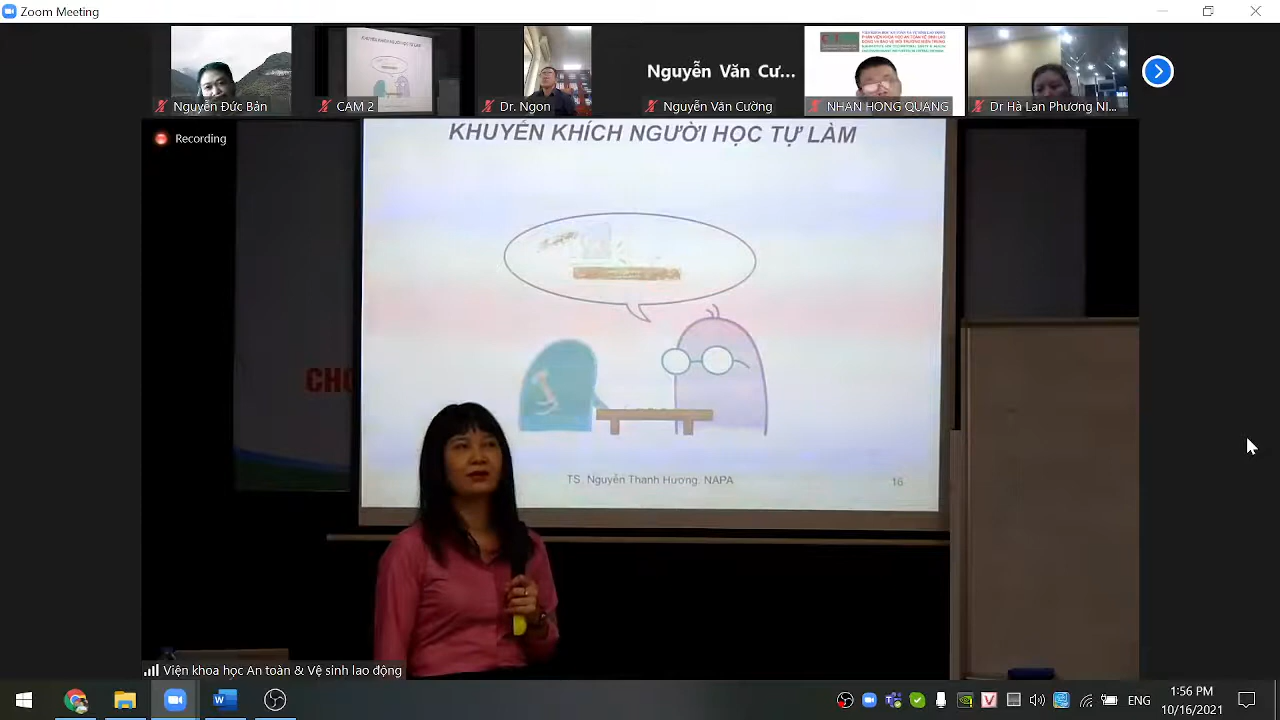 Zoom Meeting
Nguyễn Văn Cư...
Nguyễn Đức Bản
CAM 2
Dr. Ngon
Nguyễn Văn Cường
NHAN HONG QUANG
Dr Hà Lan Phương NI...
Recording
KHUYẾN KHÍCH NGƯỜI HỌC TỰ LÀM
CHO
TS. Nguyễn Thanh Hương, NAPA
16
Viện khoa học An toàn & Vệ sinh lao động
ENG
1:56 PM
10/16/2021